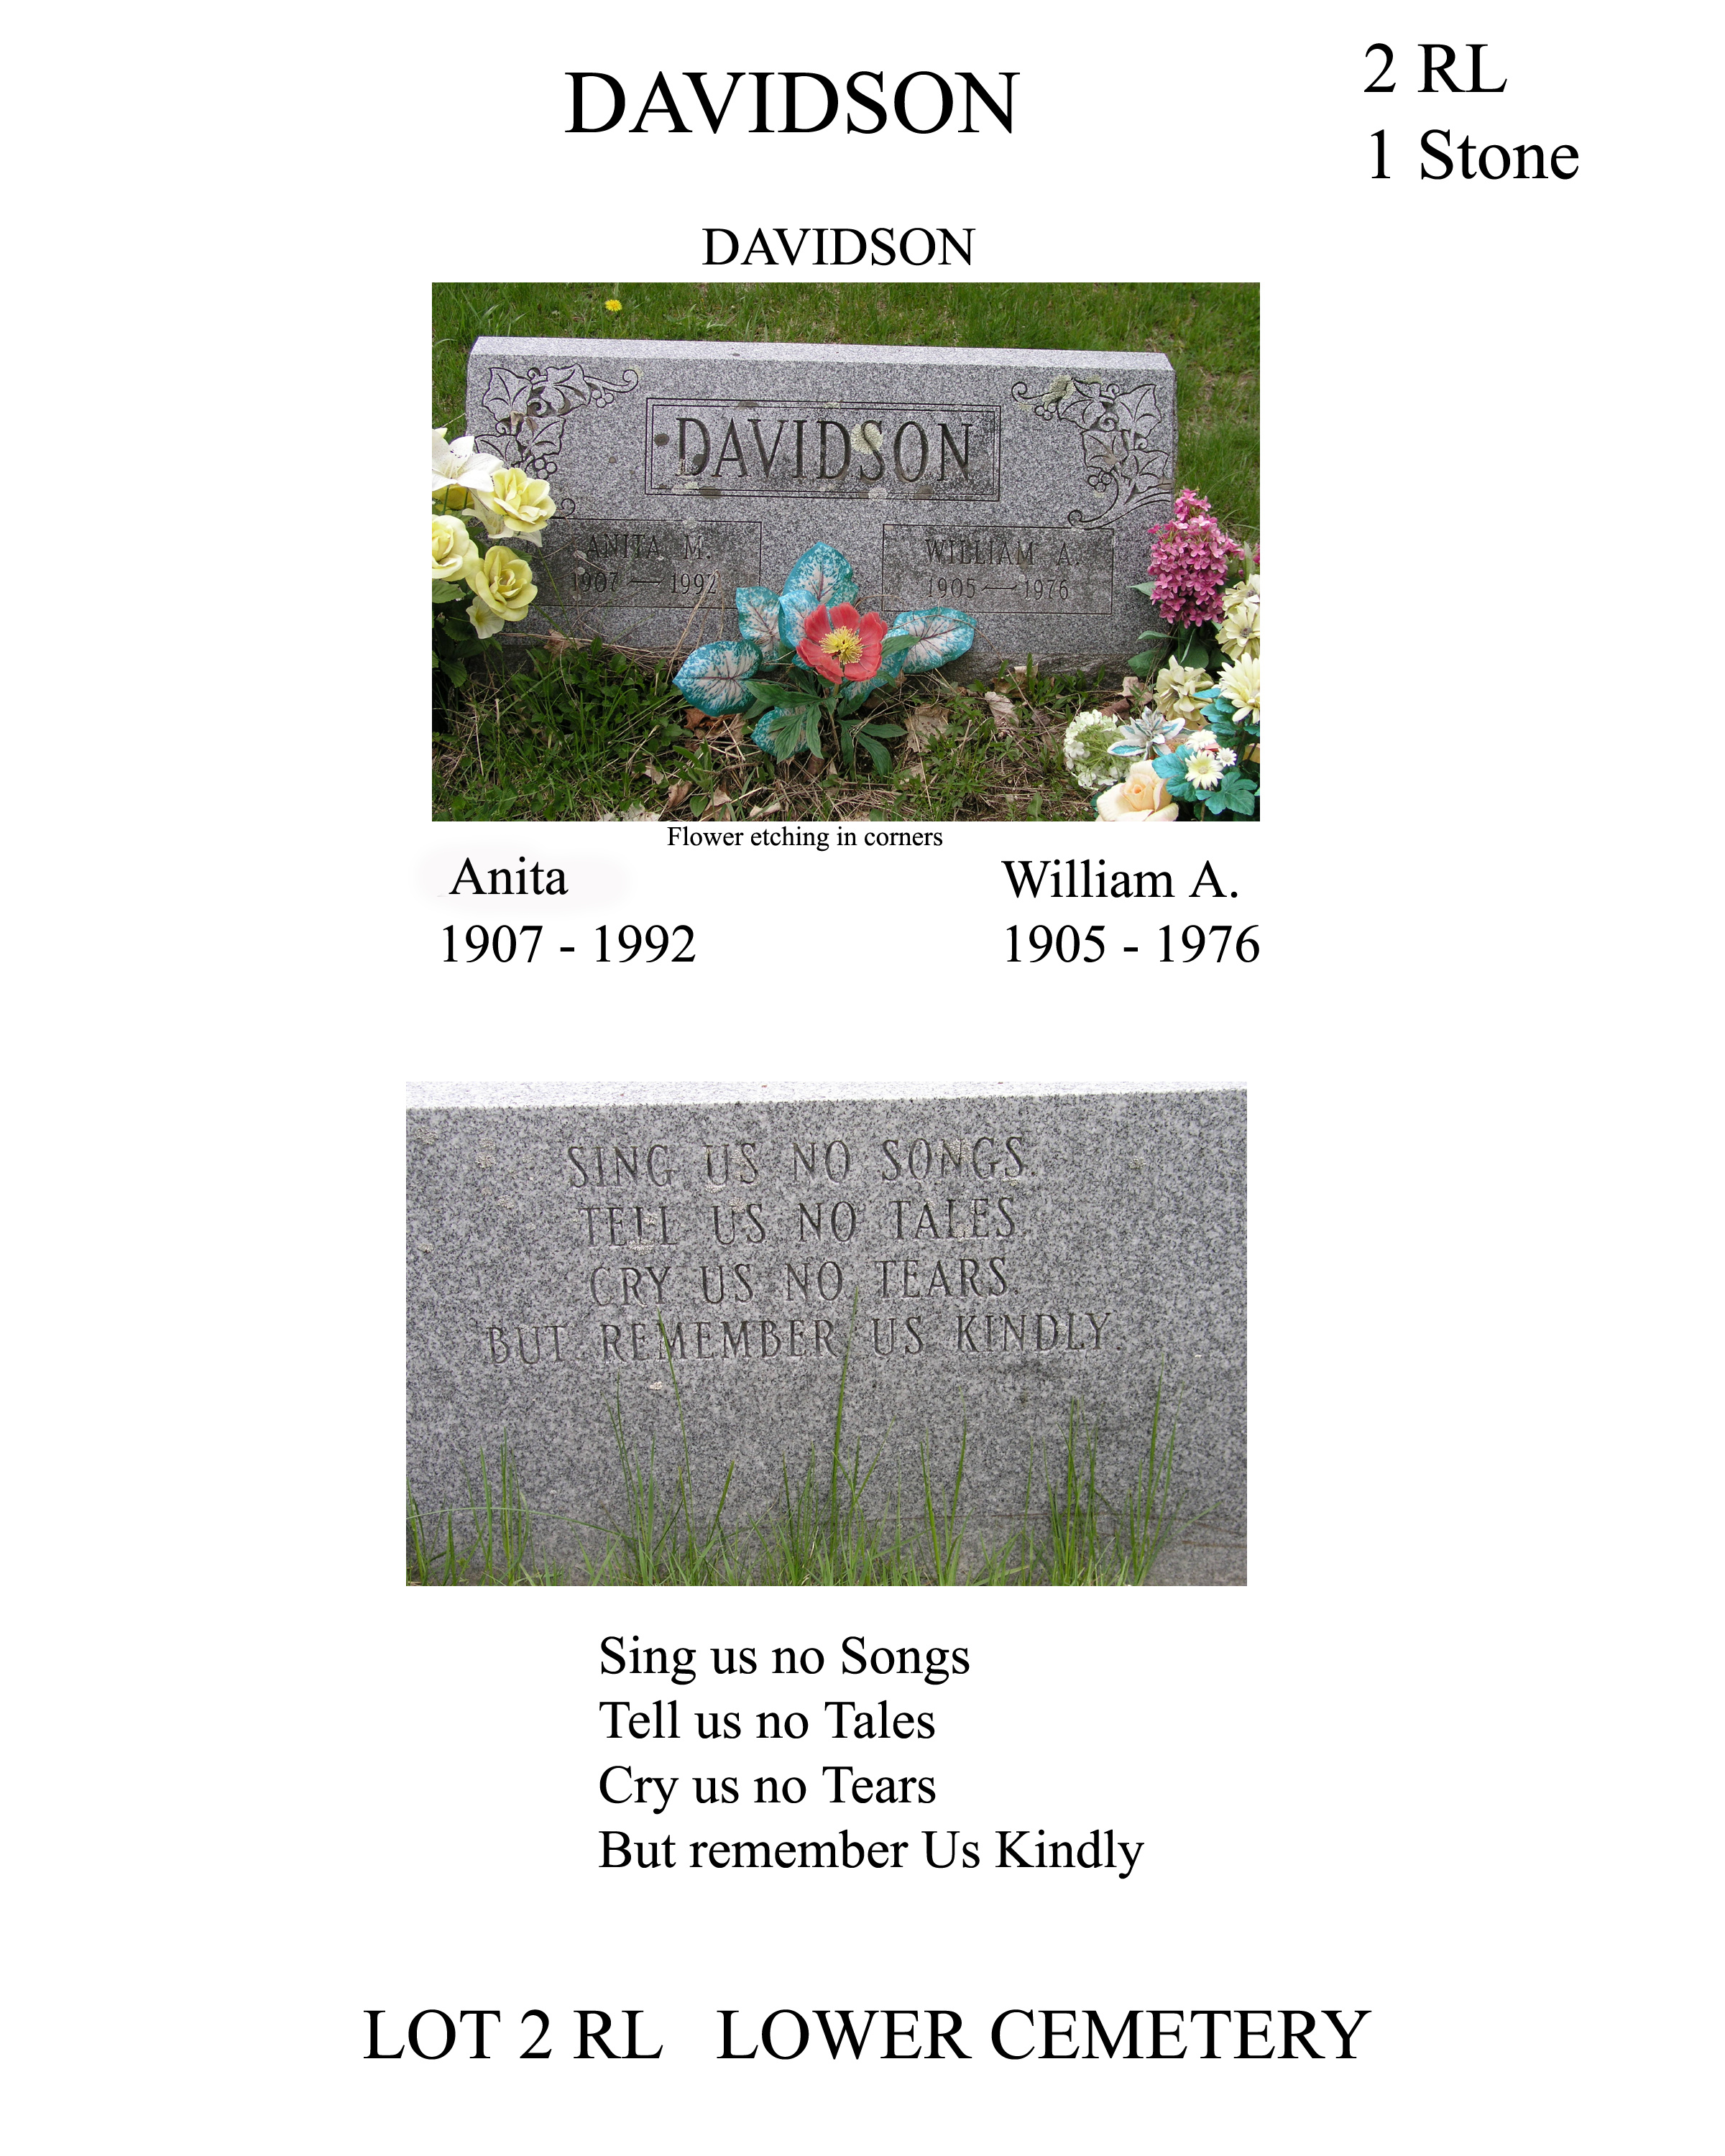 DAVIDSON
2 RL
1 Stone
DAVIDSON
DAVIDSON
ANITA M.
1907 — 1992
WILLIAM A.
1905 — 1976
Flower etching in corners
Anita
1907 - 1992
William A.
1905 - 1976
SING US NO SONGS
TELL US NO TALES
CRY US NO TEARS
BUT REMEMBER US KINDLY.
Sing us no Songs
Tell us no Tales
Cry us no Tears
But remember Us Kindly
LOT 2 RL LOWER CEMETERY